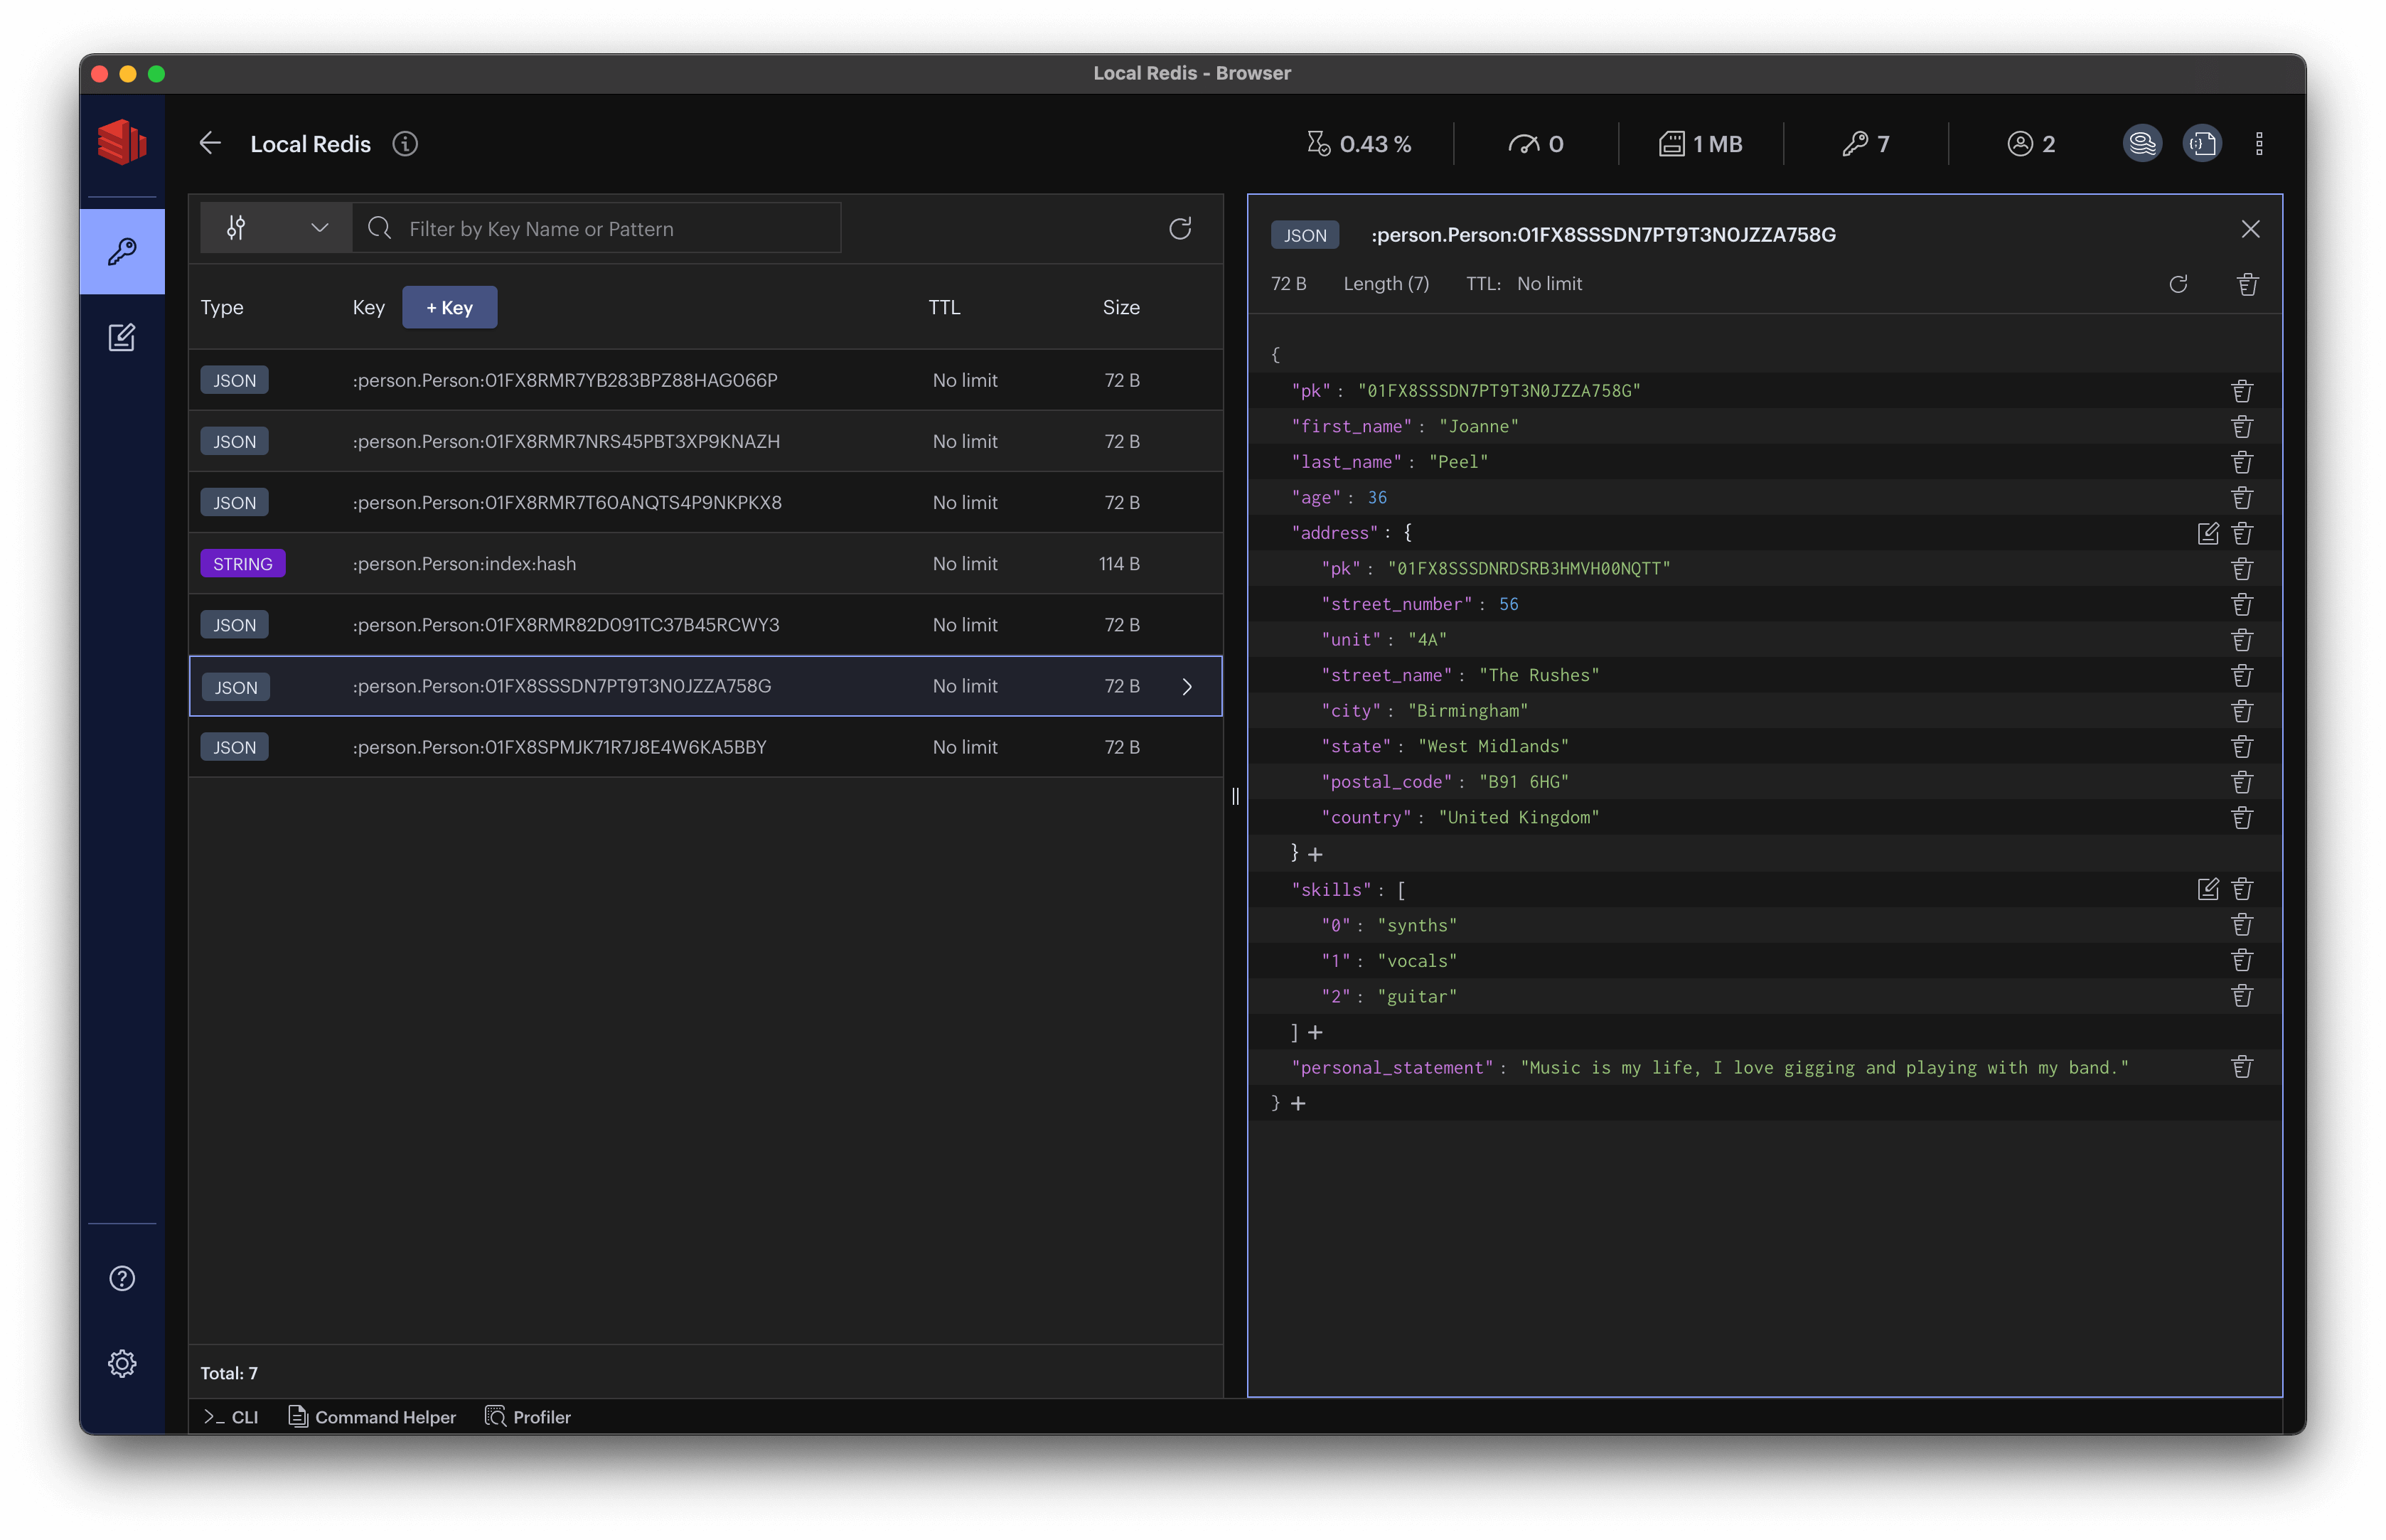 Local Redis - Browser
Local Redis
0.43 %
0
1 MB
7
2
Filter by Key Name or Pattern
Type Key + Key TTL Size
JSON :person.Person:01FX8RMR7YB283BPZ88HAG066P No limit 72 B
JSON :person.Person:01FX8RMR7NRS45PBT3XP9KNAZH No limit 72 B
JSON :person.Person:01FX8RMR7T60ANQTS4P9NKPKX8 No limit 72 B
STRING :person.Person:index:hash No limit 114 B
JSON :person.Person:01FX8RMR82D091TC37B45RCWY3 No limit 72 B
JSON :person.Person:01FX8SSSDN7PT9T3N0JZZA758G No limit 72 B
JSON :person.Person:01FX8SPMJK71R7J8E4W6KA5BBY No limit 72 B
Total: 7
JSON :person.Person:01FX8SSSDN7PT9T3N0JZZA758G
72 B Length (7) TTL: No limit
{
"pk" : "01FX8SSSDN7PT9T3N0JZZA758G"
"first_name" : "Joanne"
"last_name" : "Peel"
"age" : 36
"address" : {
"pk" : "01FX8SSSDNRDSRB3HMVH00NQTT"
"street_number" : 56
"unit" : "4A"
"street_name" : "The Rushes"
"city" : "Birmingham"
"state" : "West Midlands"
"postal_code" : "B91 6HG"
"country" : "United Kingdom"
} +
"skills" : [
"0" : "synths"
"1" : "vocals"
"2" : "guitar"
] +
"personal_statement" : "Music is my life, I love gigging and playing with my band."
} +
>_ CLI Command Helper Profiler